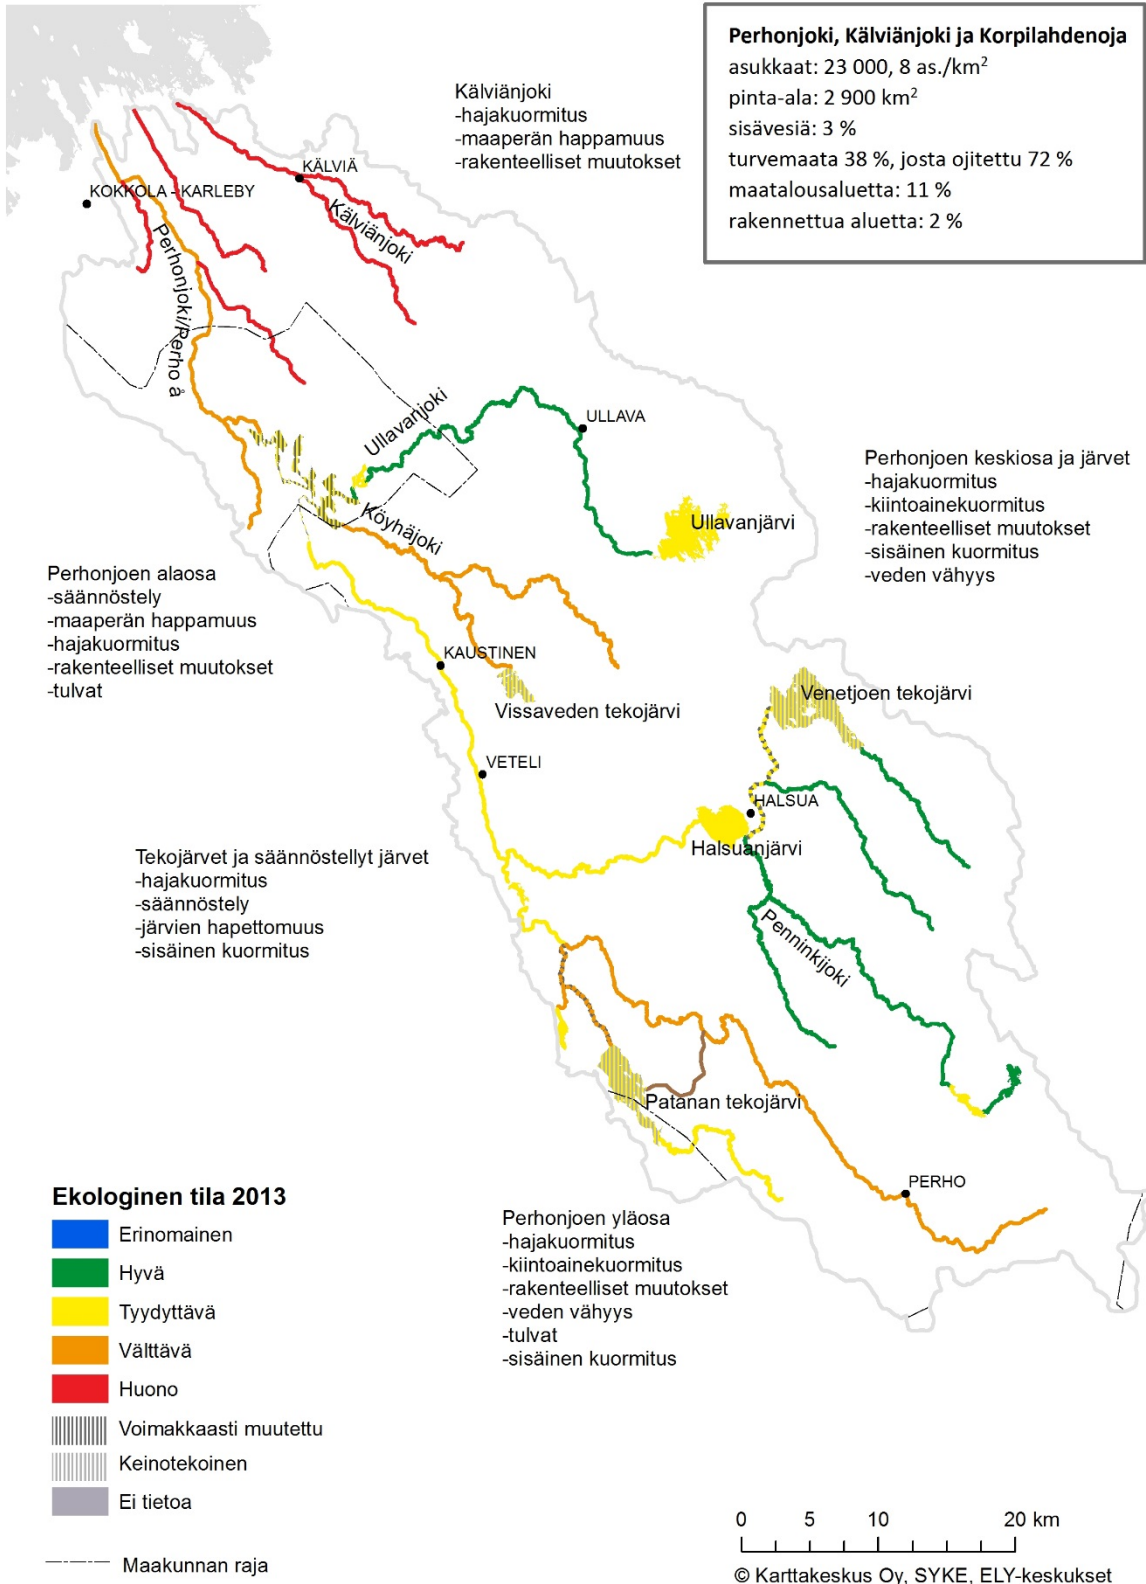 Perhonjoki, Kälviänjoki ja Korpilahdenoja
asukkaat: 23 000, 8 as./km²
pinta-ala: 2 900 km²
sisävesiä: 3 %
turvemaata 38 %, josta ojitettu 72 %
maatalousaluetta: 11 %
rakennettua aluetta: 2 %
Kälviänjoki
-hajakuormitus
-maaperän happamuus
-rakenteelliset muutokset
KÄLVIÄ
KOKKOLA - KARLEBY
Kälviänjoki
Perhonjoki/Perho å
Ullavanjoki
ULLAVA
Perhonjoen keskiosa ja järvet
-hajakuormitus
-kiintoainekuormitus
-rakenteelliset muutokset
-sisäinen kuormitus
-veden vähyys
Ullavanjärvi
Köyhäjoki
Perhonjoen alaosa
-säännöstely
-maaperän happamuus
-hajakuormitus
-rakenteelliset muutokset
-tulvat
KAUSTINEN
Vissaveden tekojärvi
Venetjoen tekojärvi
VETELI
HALSUA
Halsuanjärvi
Tekojärvet ja säännöstellyt järvet
-hajakuormitus
-säännöstely
-järvien hapettomuus
-sisäinen kuormitus
Penninkijoki
Patanan tekojärvi
PERHO
Perhonjoen yläosa
-hajakuormitus
-kiintoainekuormitus
-rakenteelliset muutokset
-veden vähyys
-tulvat
-sisäinen kuormitus
Ekologinen tila 2013
Erinomainen
Hyvä
Tyydyttävä
Välttävä
Huono
Voimakkaasti muutettu
Keinotekoinen
Ei tietoa
Maakunnan raja
0 5 10 20 km
© Karttakeskus Oy, SYKE, ELY-keskukset